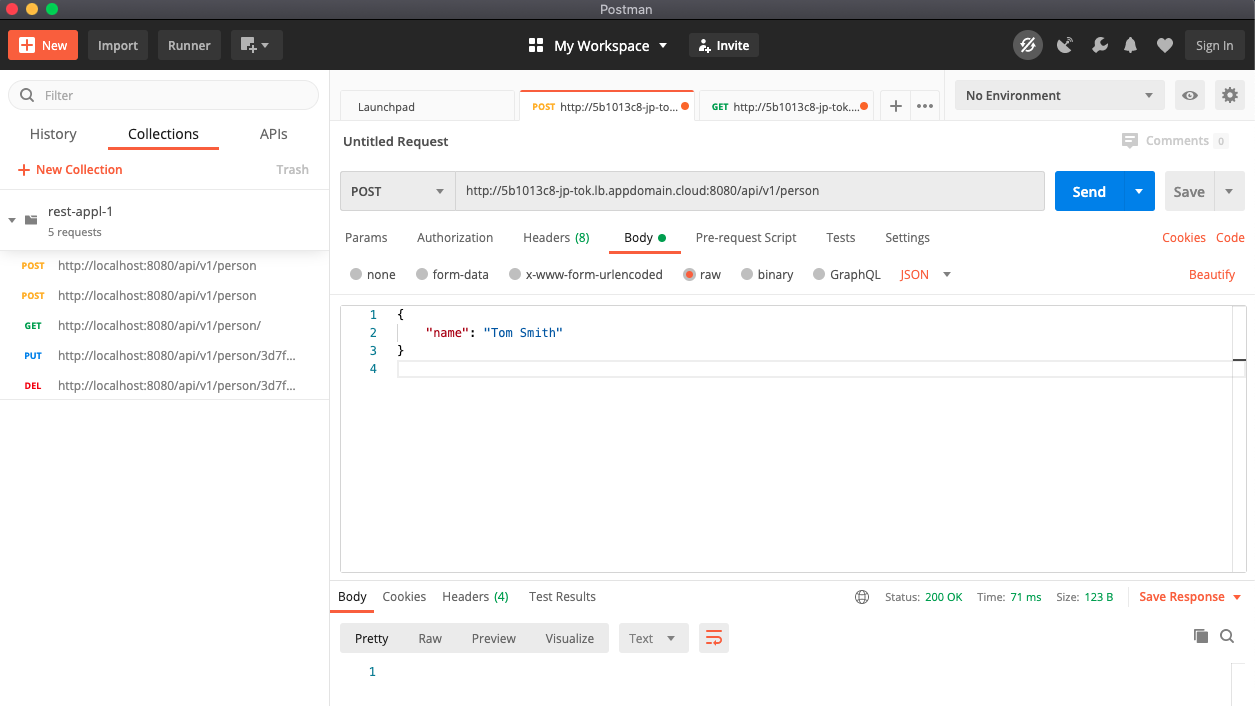 Postman
New Import Runner My Workspace Invite Sign In
Filter
History Collections APIs
New Collection Trash
rest-appl-1
5 requests
POST http://localhost:8080/api/v1/person
POST http://localhost:8080/api/v1/person
GET http://localhost:8080/api/v1/person/
PUT http://localhost:8080/api/v1/person/3d7f...
DEL http://localhost:8080/api/v1/person/3d7f...
Launchpad POST http://5b1013c8-jp-to... GET http://5b1013c8-jp-tok.... No Environment
Untitled Request Comments 0
POST http://5b1013c8-jp-tok.lb.appdomain.cloud:8080/api/v1/person Send Save
Params Authorization Headers (8) Body Pre-request Script Tests Settings Cookies Code
none form-data x-www-form-urlencoded raw binary GraphQL JSON Beautify
1 {
2 "name": "Tom Smith"
3 }
4
Body Cookies Headers (4) Test Results Status: 200 OK Time: 71 ms Size: 123 B Save Response
Pretty Raw Preview Visualize Text
1